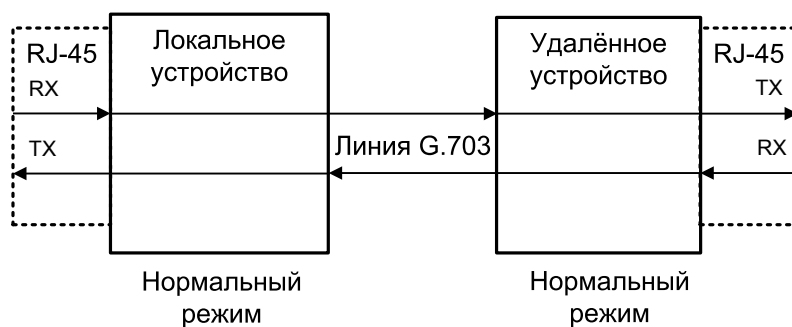 RJ-45
Локальное
устройство
RX
TX
Линия G.703
Удалённое
устройство
RJ-45
TX
RX
Нормальный
режим
Нормальный
режим